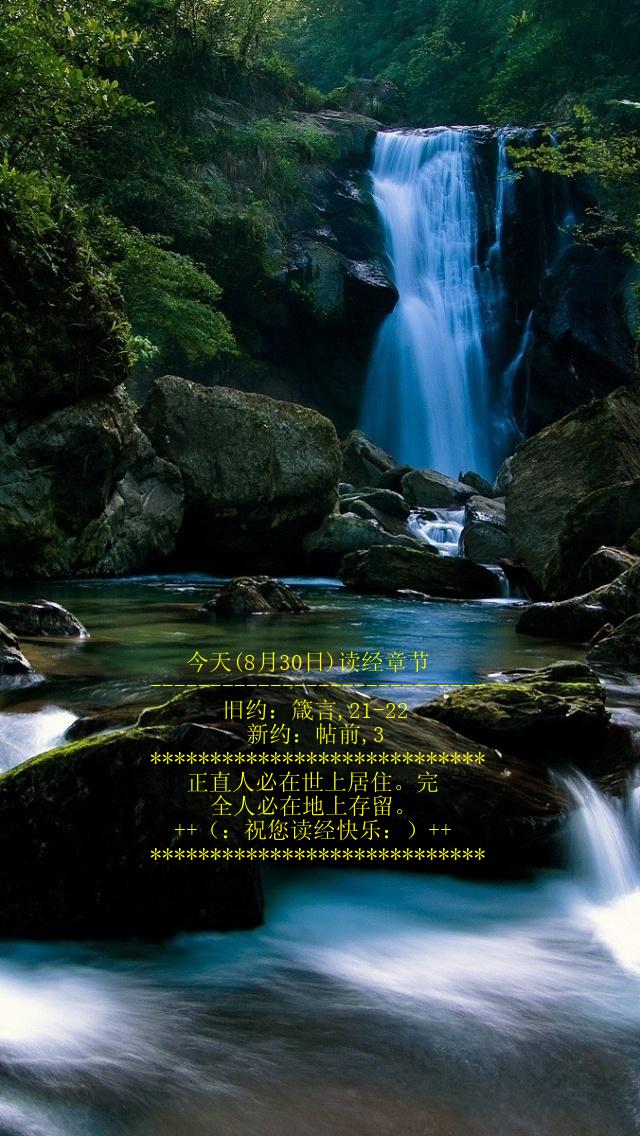 今天(8月30日)读经章节
----------------------------
旧约: 箴言,21-22
新约: 帖前,3
****************************
正直人必在世上居住。完
全人必在地上存留。
++（: 祝您读经快乐: ）++
****************************